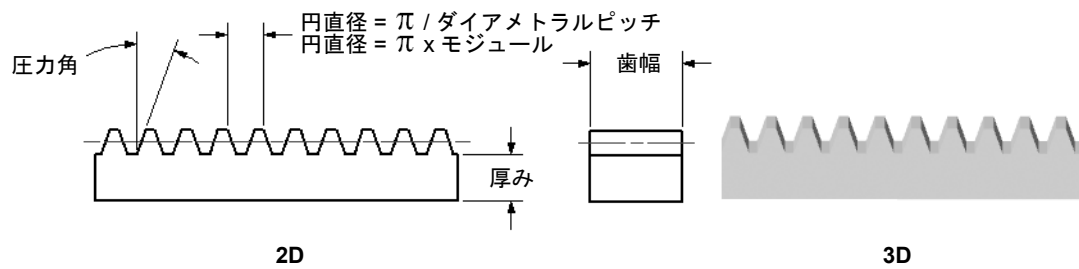 円直径 = π / ダイアメトラルピッチ
円直径 = π x モジュール
圧力角
歯幅
厚み
2D
3D